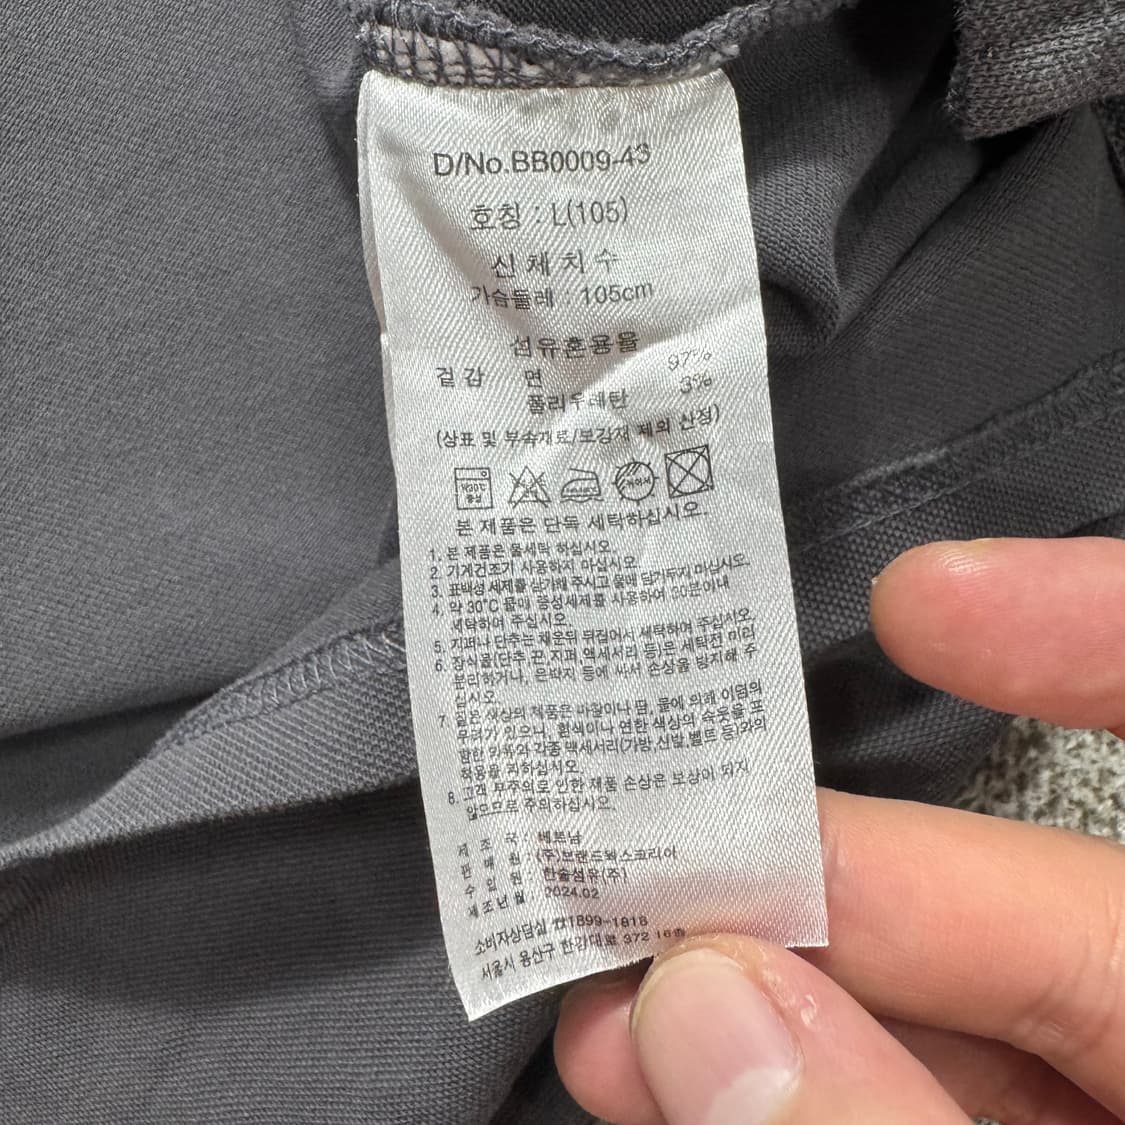 D/No.BB0009-43
호칭 : L(105)
신체치수
가슴둘레 : 105cm
섬유혼용율
겉감 면 97%
폴리우레탄 3%
(상표 및 부속재료/보강재 제외 산정)
약30℃
중성
본 제품은 단독 세탁하십시오.
1. 본 제품은 물세탁 하십시오.
2. 기계건조기 사용하지 마십시오.
3. 표백성 세제를 삼가해 주시고 물에 담가두지 마십시오.
4. 약 30℃ 물에 중성세제를 사용하여 30분이내
세탁하여 주십시오
5. 지퍼나 단추는 채운뒤 뒤집어서 세탁하여 주십시오.
6. 장식물(단추,끈,지퍼,액세서리 등)은 세탁전 미리
분리하거나, 은박지 등에 싸서 손상을 방지해 주
십시오
7. 짙은 색상의 제품은 마찰이나 땀, 물에 의해 이염의
우려가 있으니, 흰색이나 연한 색상의 속옷을 포
함한 의류와 각종 액세서리(가방,신발,벨트 등)와의
착용을 피하십시오
8. 고객 부주의로 인한 제품 손상은 보상이 되지
않으므로 주의하십시오.
제 조 국 : 베트남
판 매 원 : (주)브랜드웍스코리아
수 입 원 : 한솔섬유(주)
제조년월 : 2024.02
소비자상담실 ☎1899-1818
서울시 용산구 한강대로 372 16층